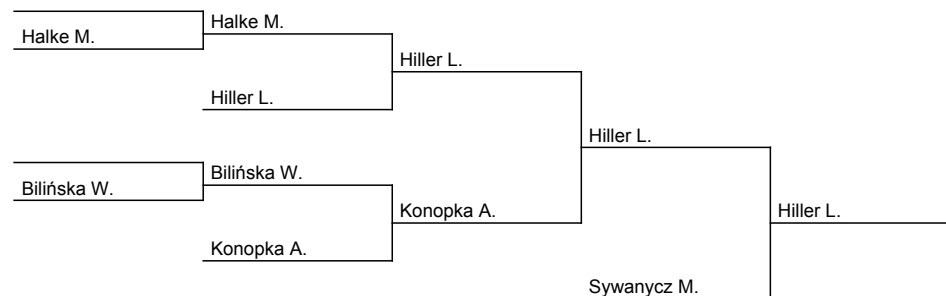 Halke M.
Halke M.
Hiller L.
Hiller L.
Hiller L.
Bilińska W.
Bilińska W.
Konopka A.
Hiller L.
Konopka A.
Sywanycz M.